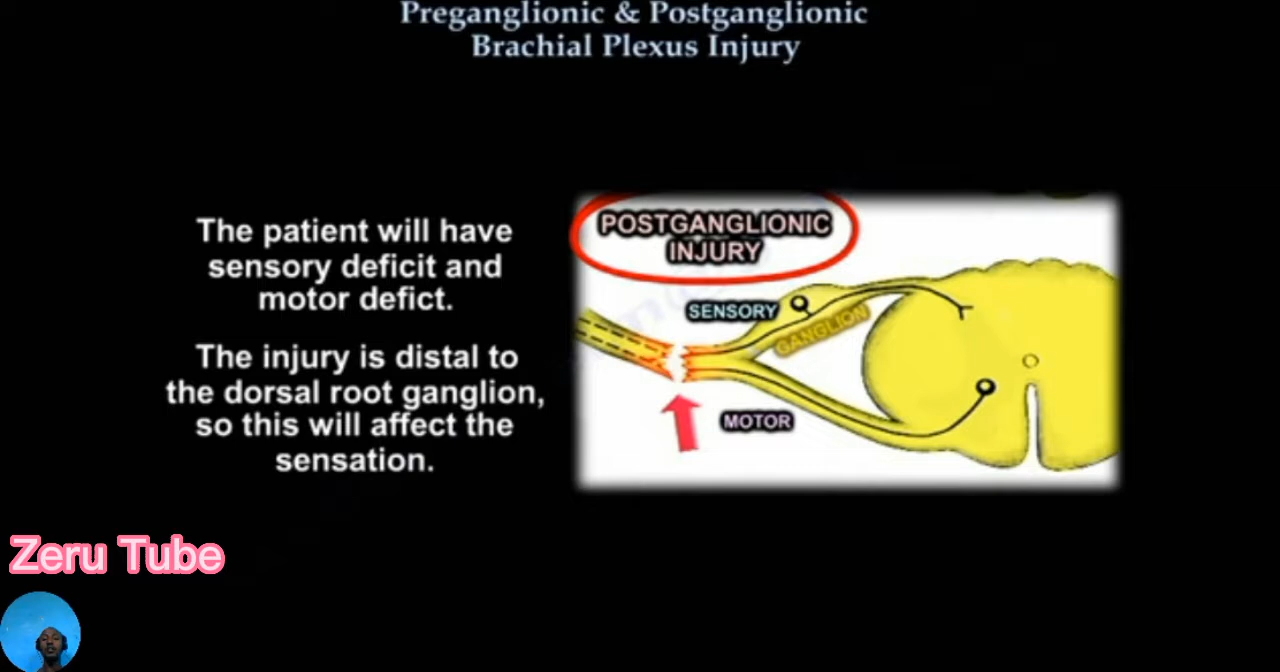 Preganglionic & Postganglionic
Brachial Plexus Injury
The patient will have
sensory deficit and
motor defict.
The injury is distal to
the dorsal root ganglion,
so this will affect the
sensation.
POSTGANGLIONIC
INJURY
SENSORY
GANGLION
MOTOR
Zeru Tube